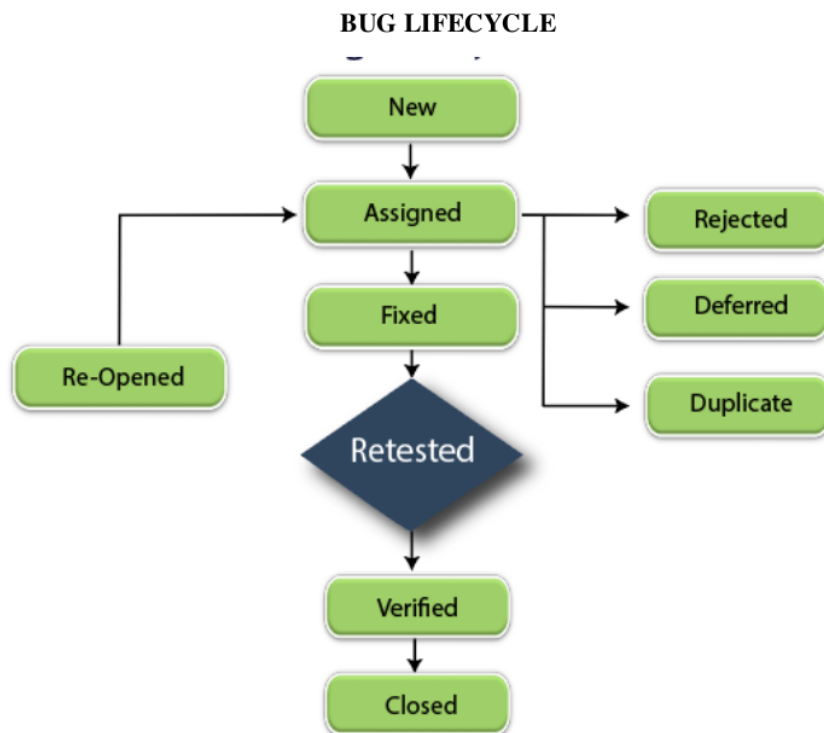 BUG LIFECYCLE
New
Assigned
Rejected
Fixed
Deferred
Re-Opened
Duplicate
Retested
Verified
Closed